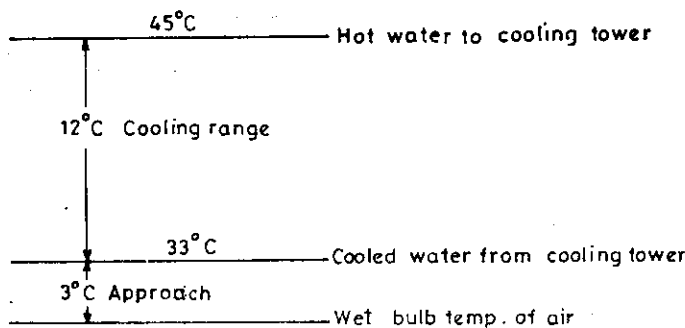 45°C
Hot water to cooling tower
12°C Cooling range
33°C
Cooled water from cooling tower
3°C Approach
Wet bulb temp. of air